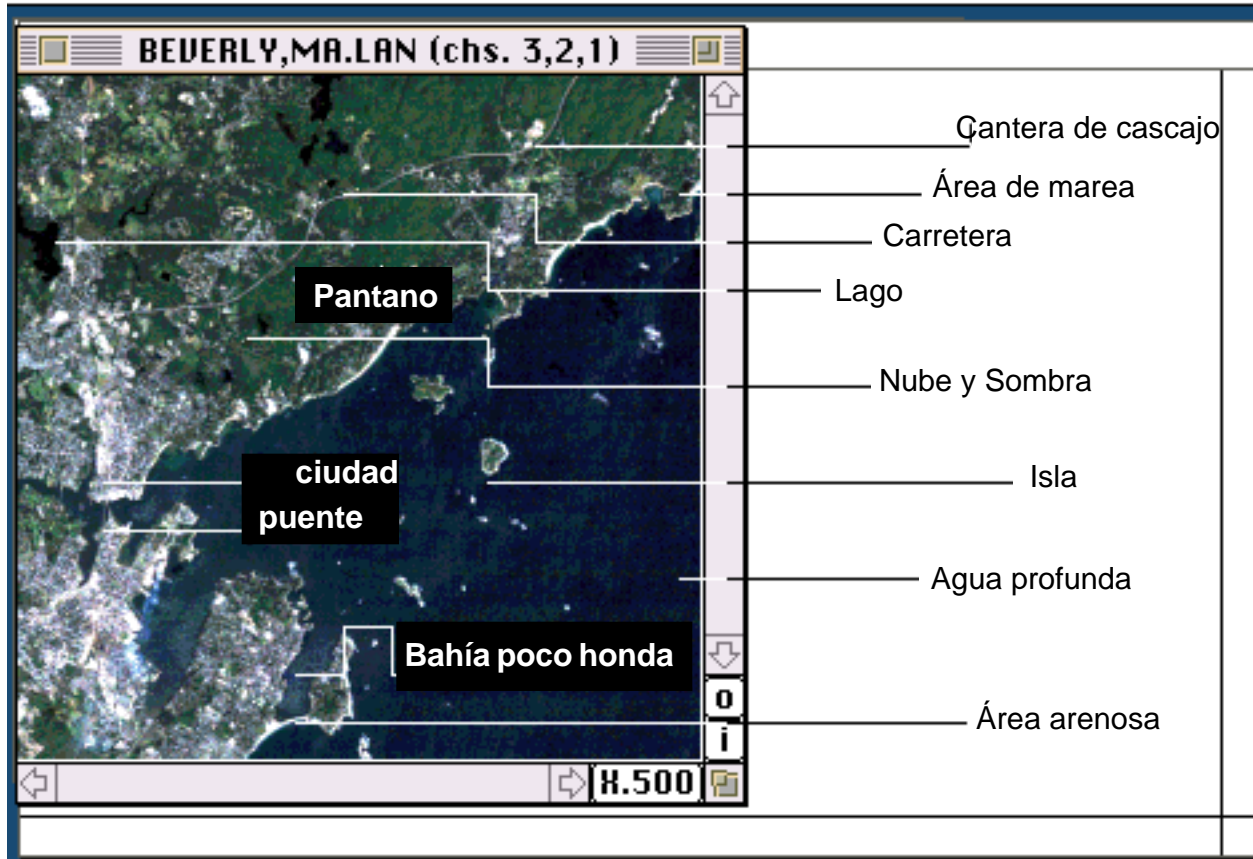 BEVERLY,MA.LAN (chs. 3,2,1)
Cantera de cascajo
Área de marea
Carretera
Lago
Pantano
Nube y Sombra
ciudad
puente
Isla
Agua profunda
Bahía poco honda
Área arenosa
o
i
X.500